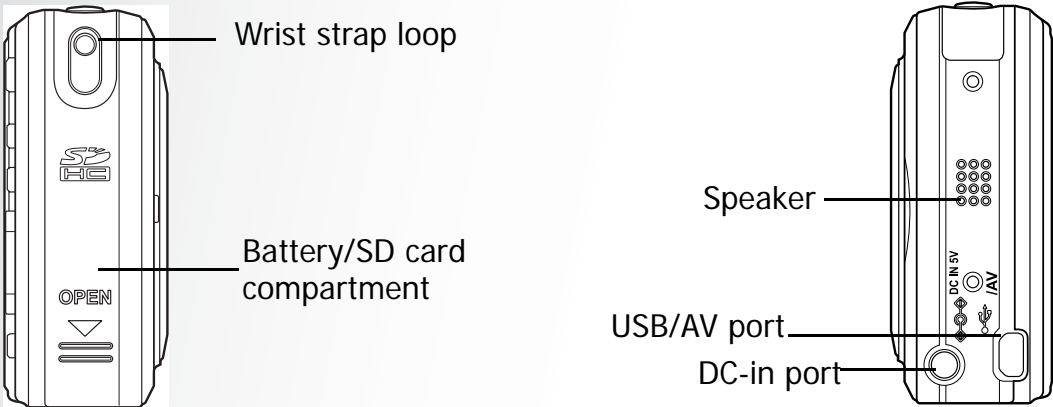 Wrist strap loop
SD
HC
Battery/SD card
compartment
OPEN
Speaker
DC IN 5V
/AV
USB/AV port
DC-in port